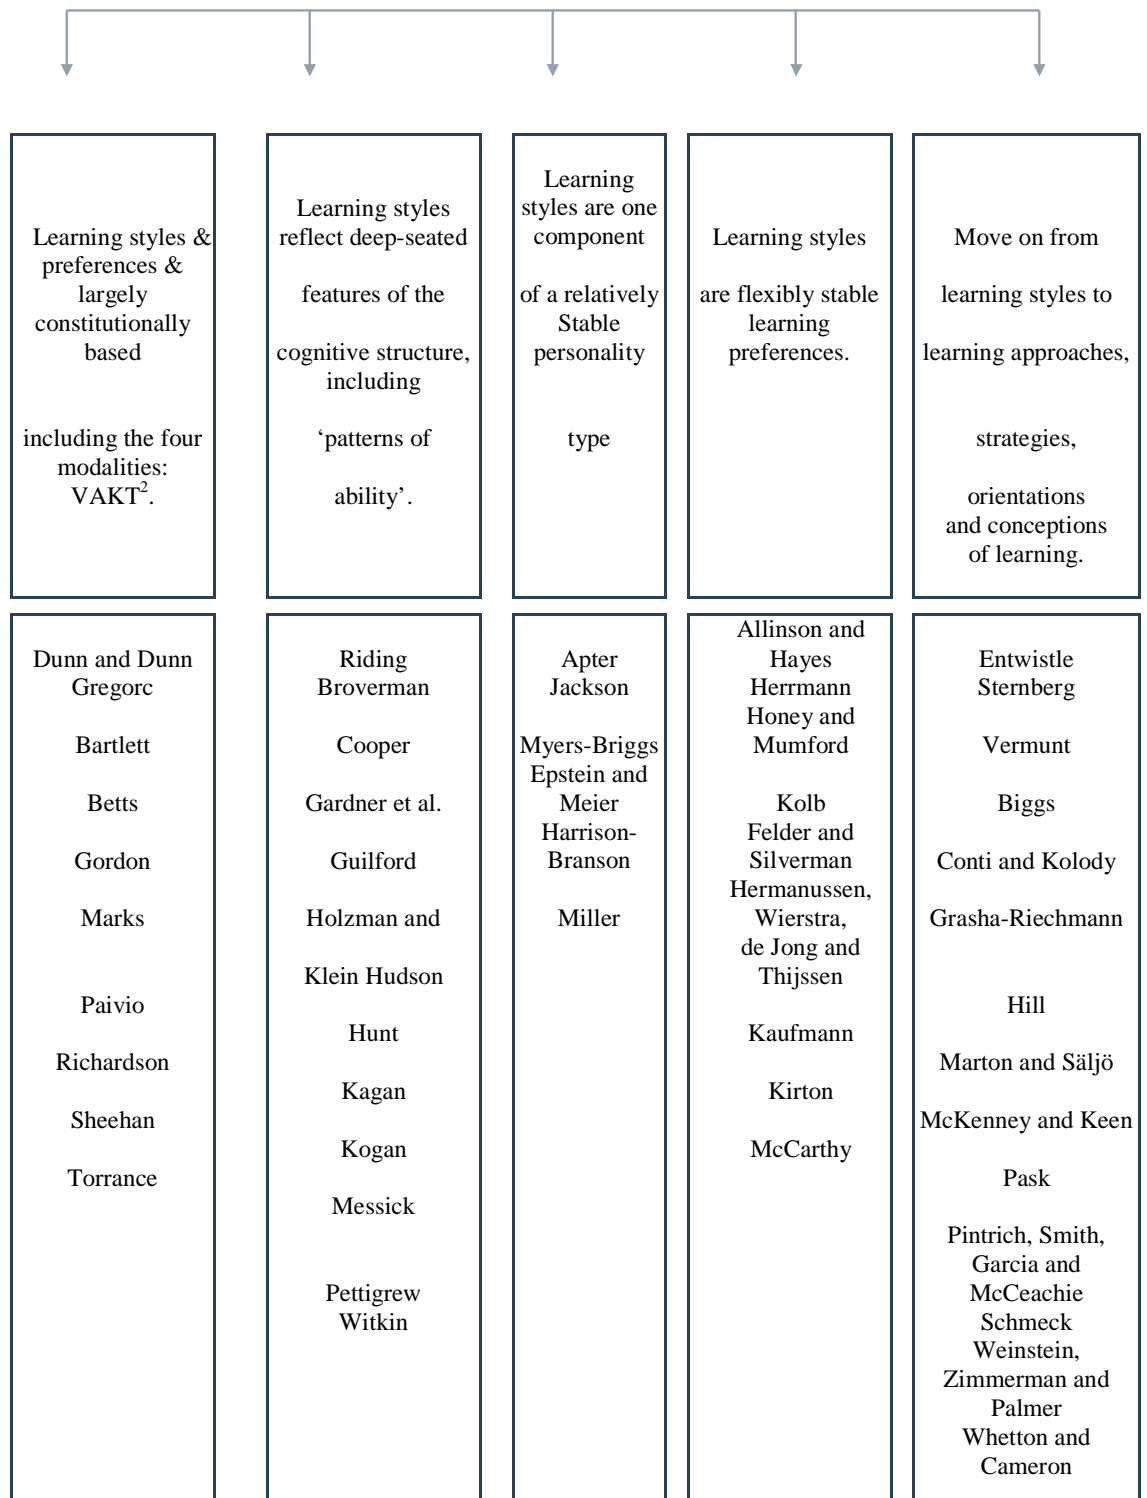 Learning styles &
preferences &
largely
constitutionally
based
including the four
modalities:
VAKT².
Learning styles
reflect deep-seated
features of the
cognitive structure,
including
‘patterns of
ability’.
Learning
styles are one
component
of a relatively
Stable
personality
type
Learning styles
are flexibly stable
learning
preferences.
Move on from
learning styles to
learning approaches,
strategies,
orientations
and conceptions
of learning.
Dunn and Dunn
Gregorc
Bartlett
Betts
Gordon
Marks
Paivio
Richardson
Sheehan
Torrance
Riding
Broverman
Cooper
Gardner et al.
Guilford
Holzman and
Klein Hudson
Hunt
Kagan
Kogan
Messick
Pettigrew
Witkin
Apter
Jackson
Myers-Briggs
Epstein and
Meier
Harrison-
Branson
Miller
Allinson and
Hayes
Herrmann
Honey and
Mumford
Kolb
Felder and
Silverman
Hermanussen,
Wierstra,
de Jong and
Thijssen
Kaufmann
Kirton
McCarthy
Entwistle
Sternberg
Vermunt
Biggs
Conti and Kolody
Grasha-Riechmann
Hill
Marton and Säljö
McKenney and Keen
Pask
Pintrich, Smith,
Garcia and
McCeachie
Schmeck
Weinstein,
Zimmerman and
Palmer
Whetton and
Cameron